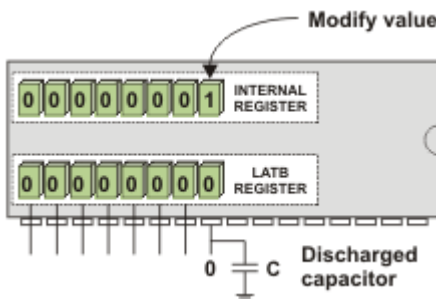 Modify value
0 0 0 0 0 0 0 1
INTERNAL
REGISTER
0 0 0 0 0 0 0 0
LATB
REGISTER
0
C
Discharged
capacitor